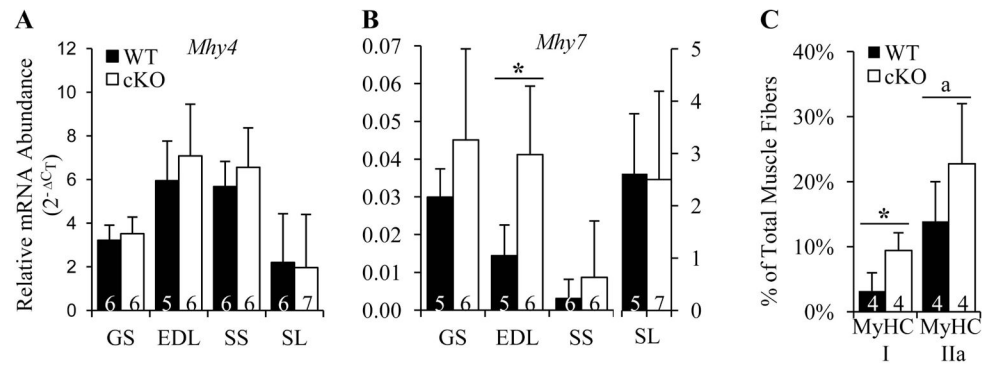 A
Mhy4
WT
cKO
Relative mRNA Abundance
(2^-ΔC_T)
12
10
8
6
4
2
0
6 6 5 6 6 6 6 7
GS EDL SS SL
B
Mhy7
0.07
0.06
0.05
0.04
0.03
0.02
0.01
0.00
*
5
4
3
2
1
0
5 6 5 6 6 6 5 7
GS EDL SS SL
C
WT
cKO
% of Total Muscle Fibers
40%
30%
20%
10%
0%
*
a
4 4 4 4
MyHC MyHC
I IIa